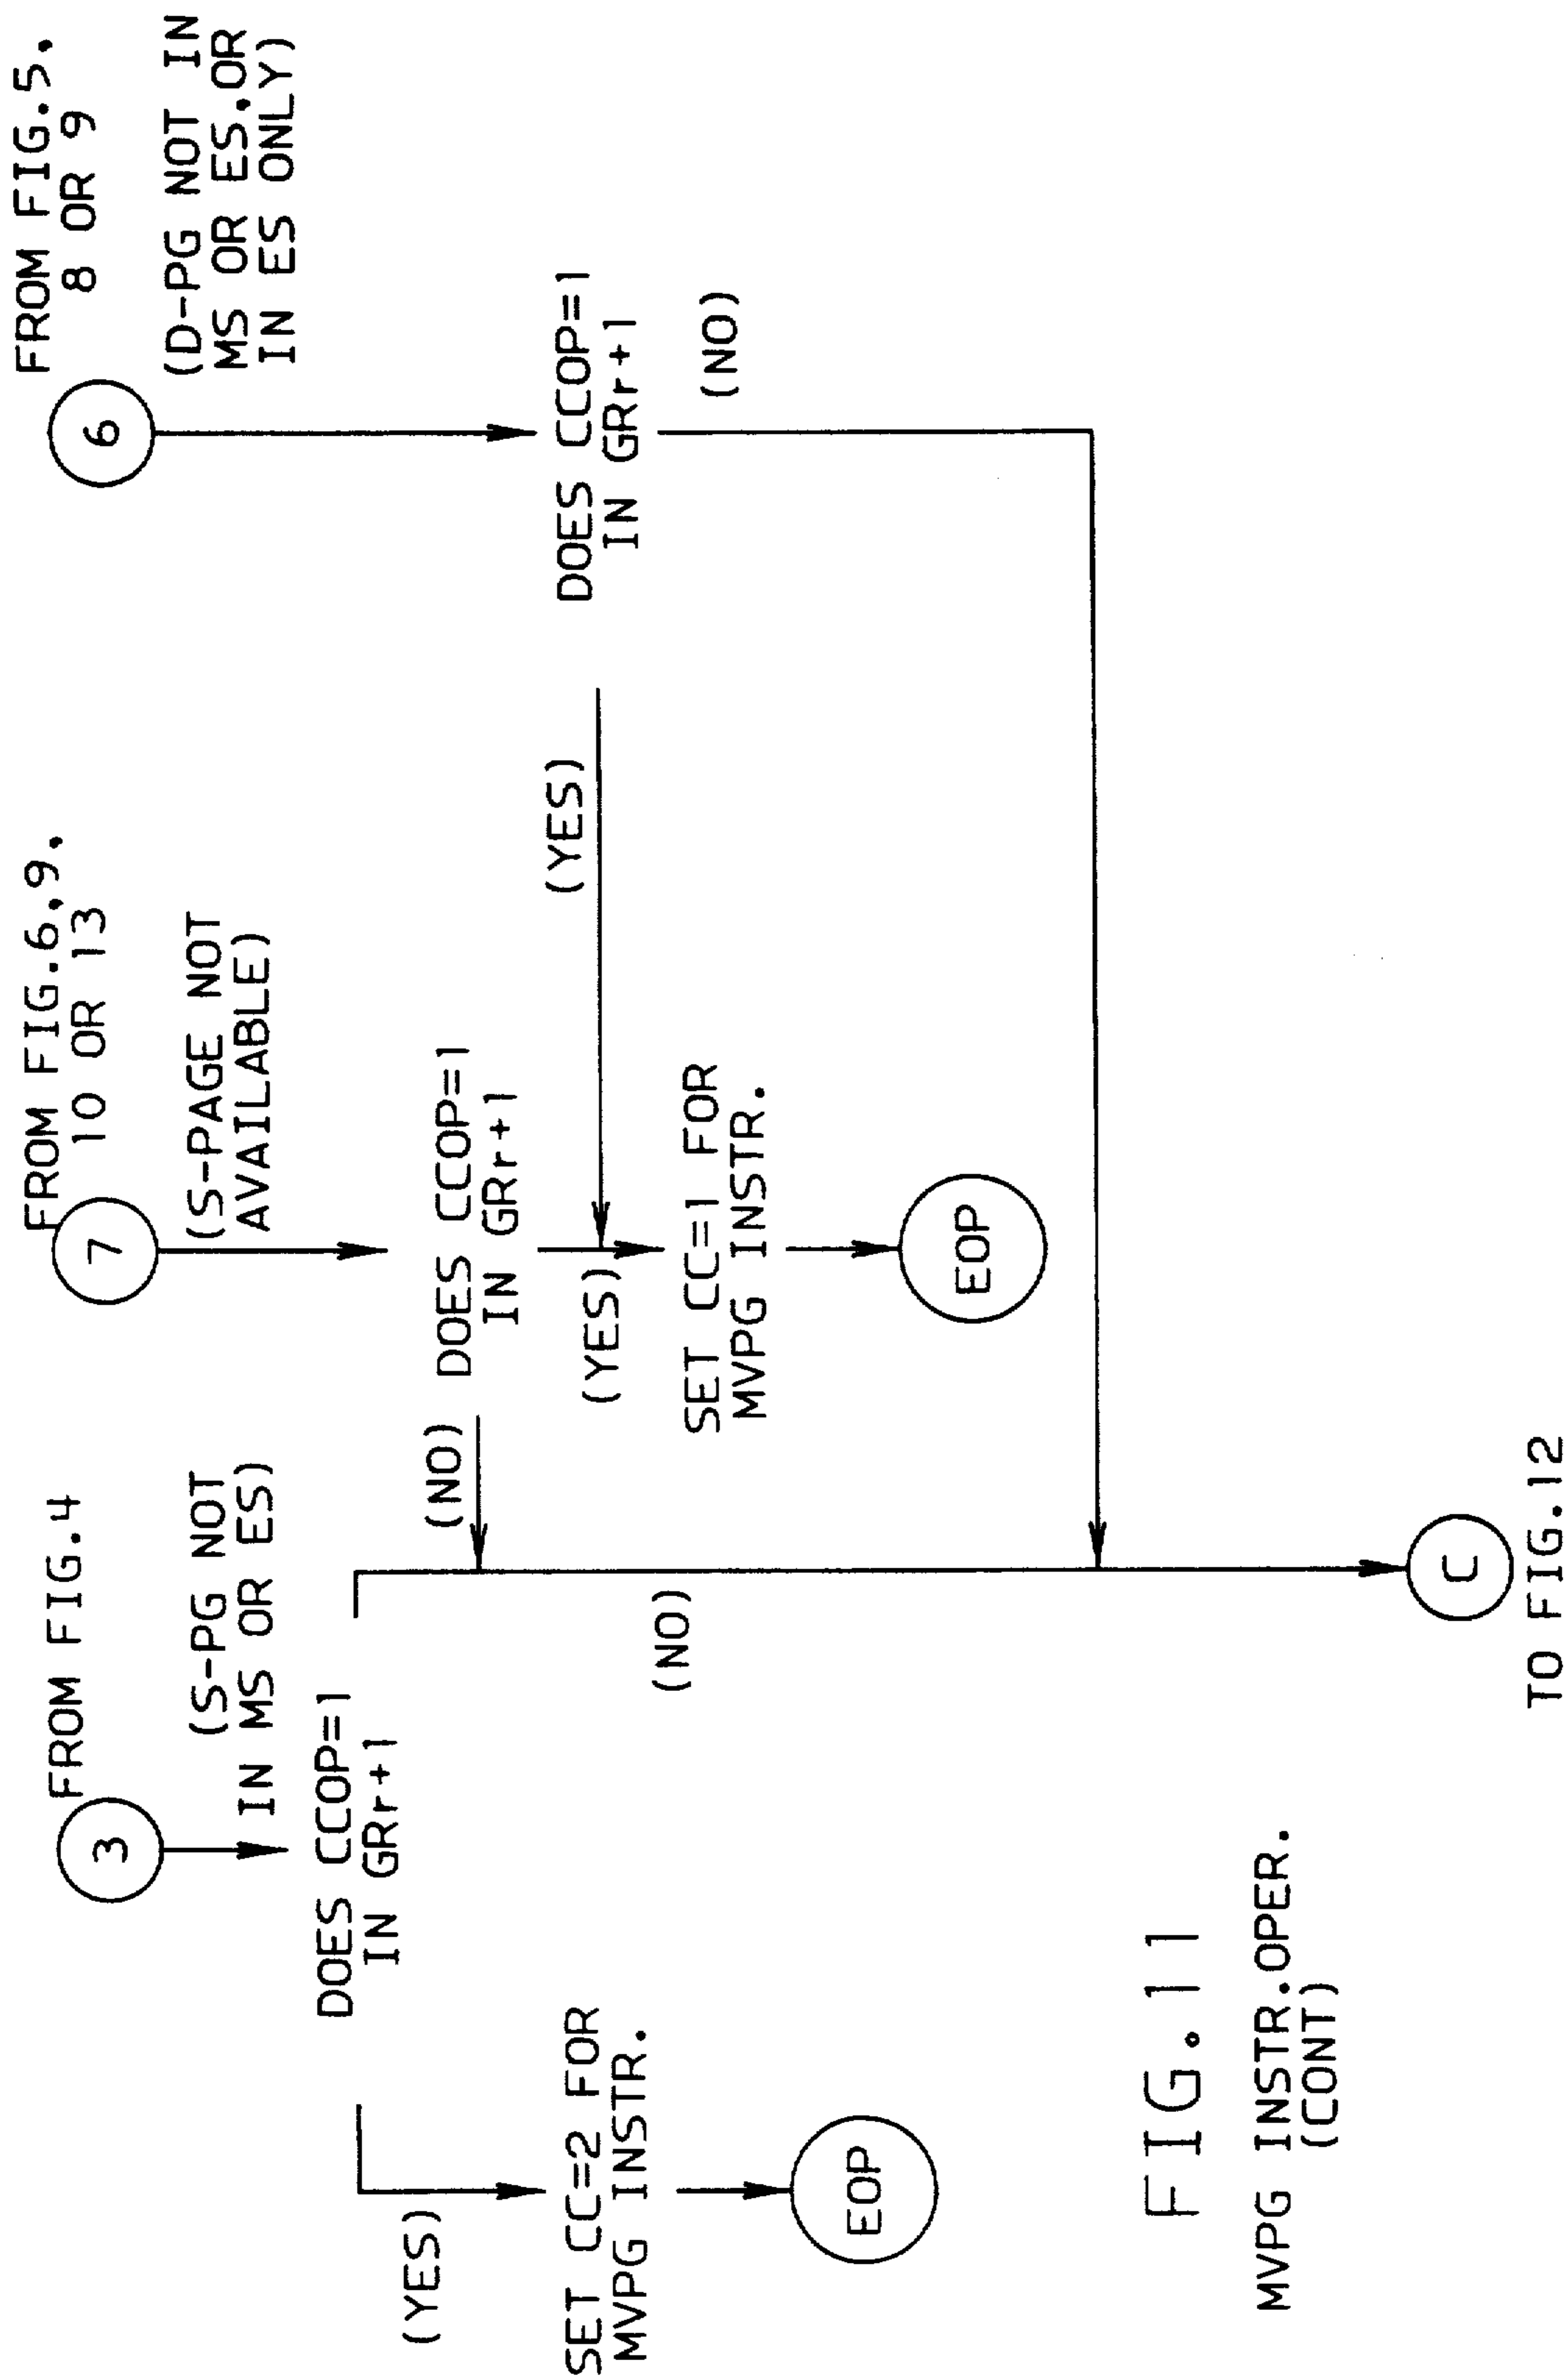 FROM FIG.4
3
(S-PG NOT
IN MS OR ES)
DOES CCOP=1
IN GRr+1
(YES)
SET CC=2 FOR
MVPG INSTR.
EOP
(NO)
FROM FIG.6,9,
10 OR 13
7
(S-PAGE NOT
AVAILABLE)
DOES CCOP=1
IN GRr+1
(NO)
(YES)
SET CC=1 FOR
MVPG INSTR.
EOP
FROM FIG.5,
8 OR 9
6
(D-PG NOT IN
MS OR ES,OR
IN ES ONLY)
DOES CCOP=1
IN GRr+1
(YES)
(NO)
C
TO FIG.12
FIG.11
MVPG INSTR.OPER.
(CONT)